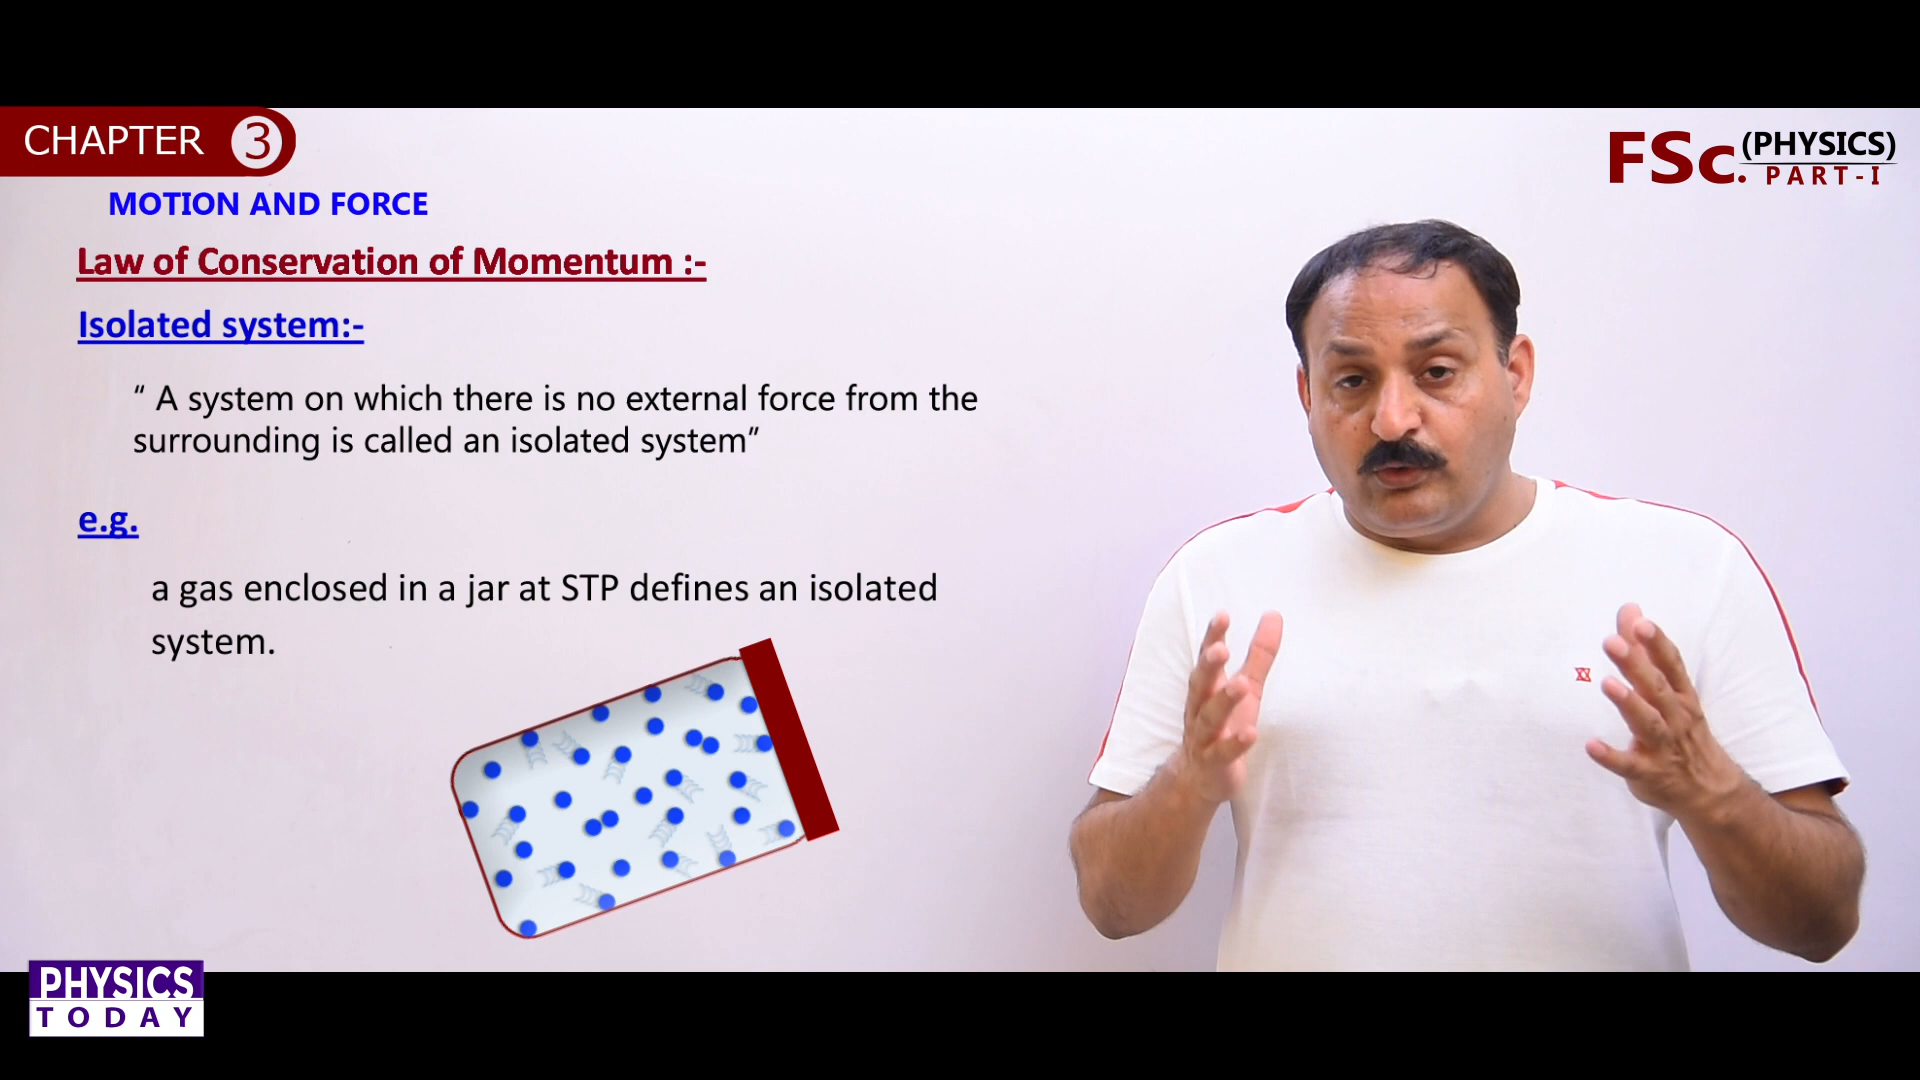 CHAPTER 3
FSc. (PHYSICS)
PART-I
MOTION AND FORCE
Law of Conservation of Momentum :-
Isolated system:-
“ A system on which there is no external force from the
surrounding is called an isolated system”
e.g.
a gas enclosed in a jar at STP defines an isolated
system.
PHYSICS
TODAY